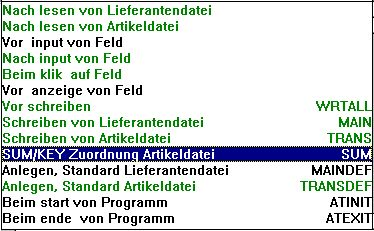 Nach lesen von Lieferantendatei
Nach lesen von Artikeldatei
Vor input von Feld
Nach input von Feld
Beim klik auf Feld
Vor anzeige von Feld
Vor schreiben WRTALL
Schreiben von Lieferantendatei MAIN
Schreiben von Artikeldatei TRANS
SUM/KEY Zuordnung Artikeldatei SUM
Anlegen, Standard Lieferantendatei MAINDEF
Anlegen, Standard Artikeldatei TRANSDEF
Beim start von Programm ATINIT
Beim ende von Programm ATEXIT